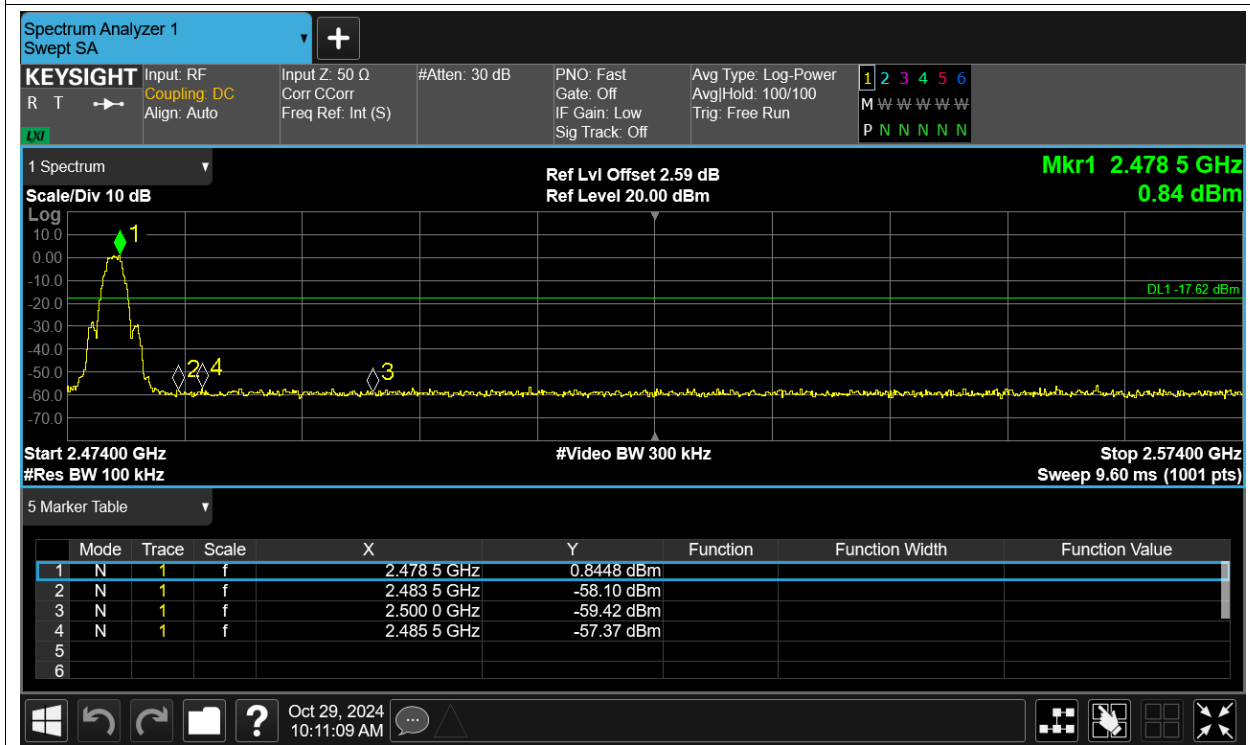 Spectrum Analyzer 1
Swept SA
+
KEYSIGHT
R T
LXI
Input: RF
Coupling: DC
Align: Auto
Input Z: 50 Ω
Corr CCorr
Freq Ref: Int (S)
#Atten: 30 dB
PNO: Fast
Gate: Off
IF Gain: Low
Sig Track: Off
Avg Type: Log-Power
Avg|Hold: 100/100
Trig: Free Run
1 2 3 4 5 6
M W W W W W
P N N N N N
1 Spectrum
Scale/Div 10 dB
Ref Lvl Offset 2.59 dB
Ref Level 20.00 dBm
Mkr1 2.478 5 GHz
0.84 dBm
Log
10.0
0.00
-10.0
-20.0
-30.0
-40.0
-50.0
-60.0
-70.0
1
2
4
3
DL1 -17.62 dBm
Start 2.47400 GHz
#Res BW 100 kHz
#Video BW 300 kHz
Stop 2.57400 GHz
Sweep 9.60 ms (1001 pts)
5 Marker Table
Mode Trace Scale X Y Function Function Width Function Value
1 N 1 f 2.478 5 GHz 0.8448 dBm
2 N 1 f 2.483 5 GHz -58.10 dBm
3 N 1 f 2.500 0 GHz -59.42 dBm
4 N 1 f 2.485 5 GHz -57.37 dBm
5
6
?
Oct 29, 2024
10:11:09 AM